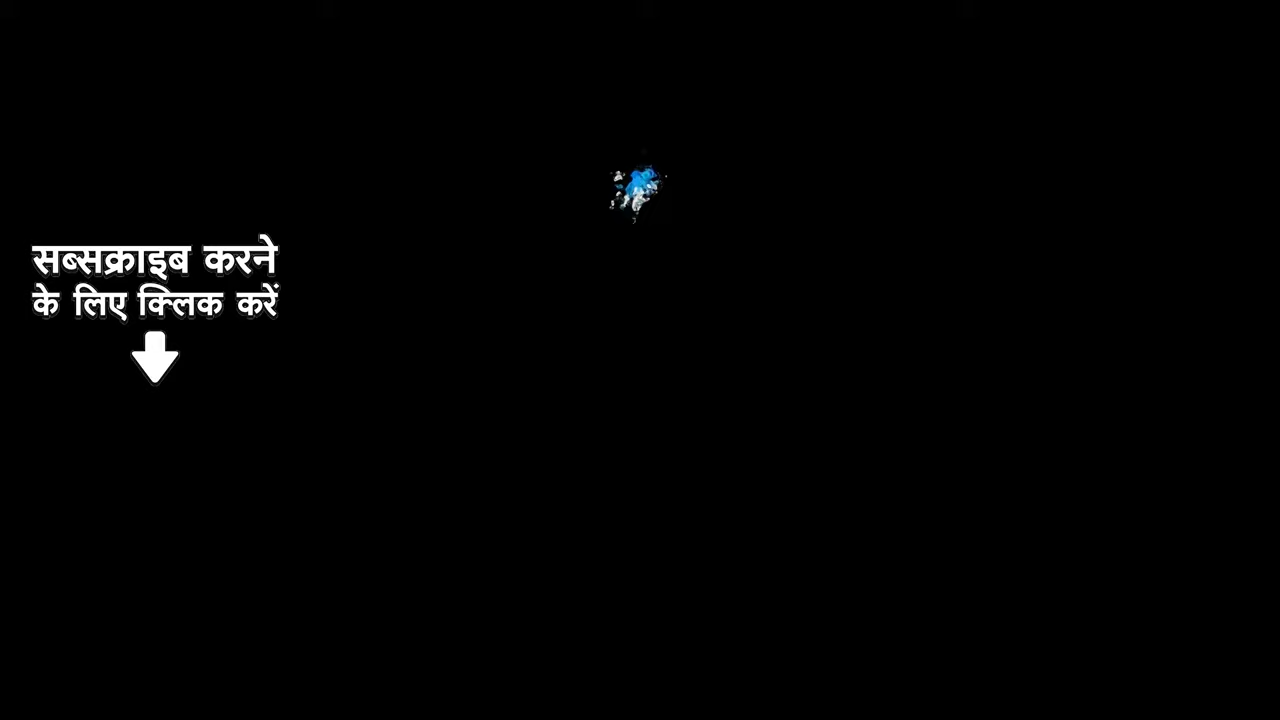 सब्सक्राइब करने
के लिए क्लिक करें